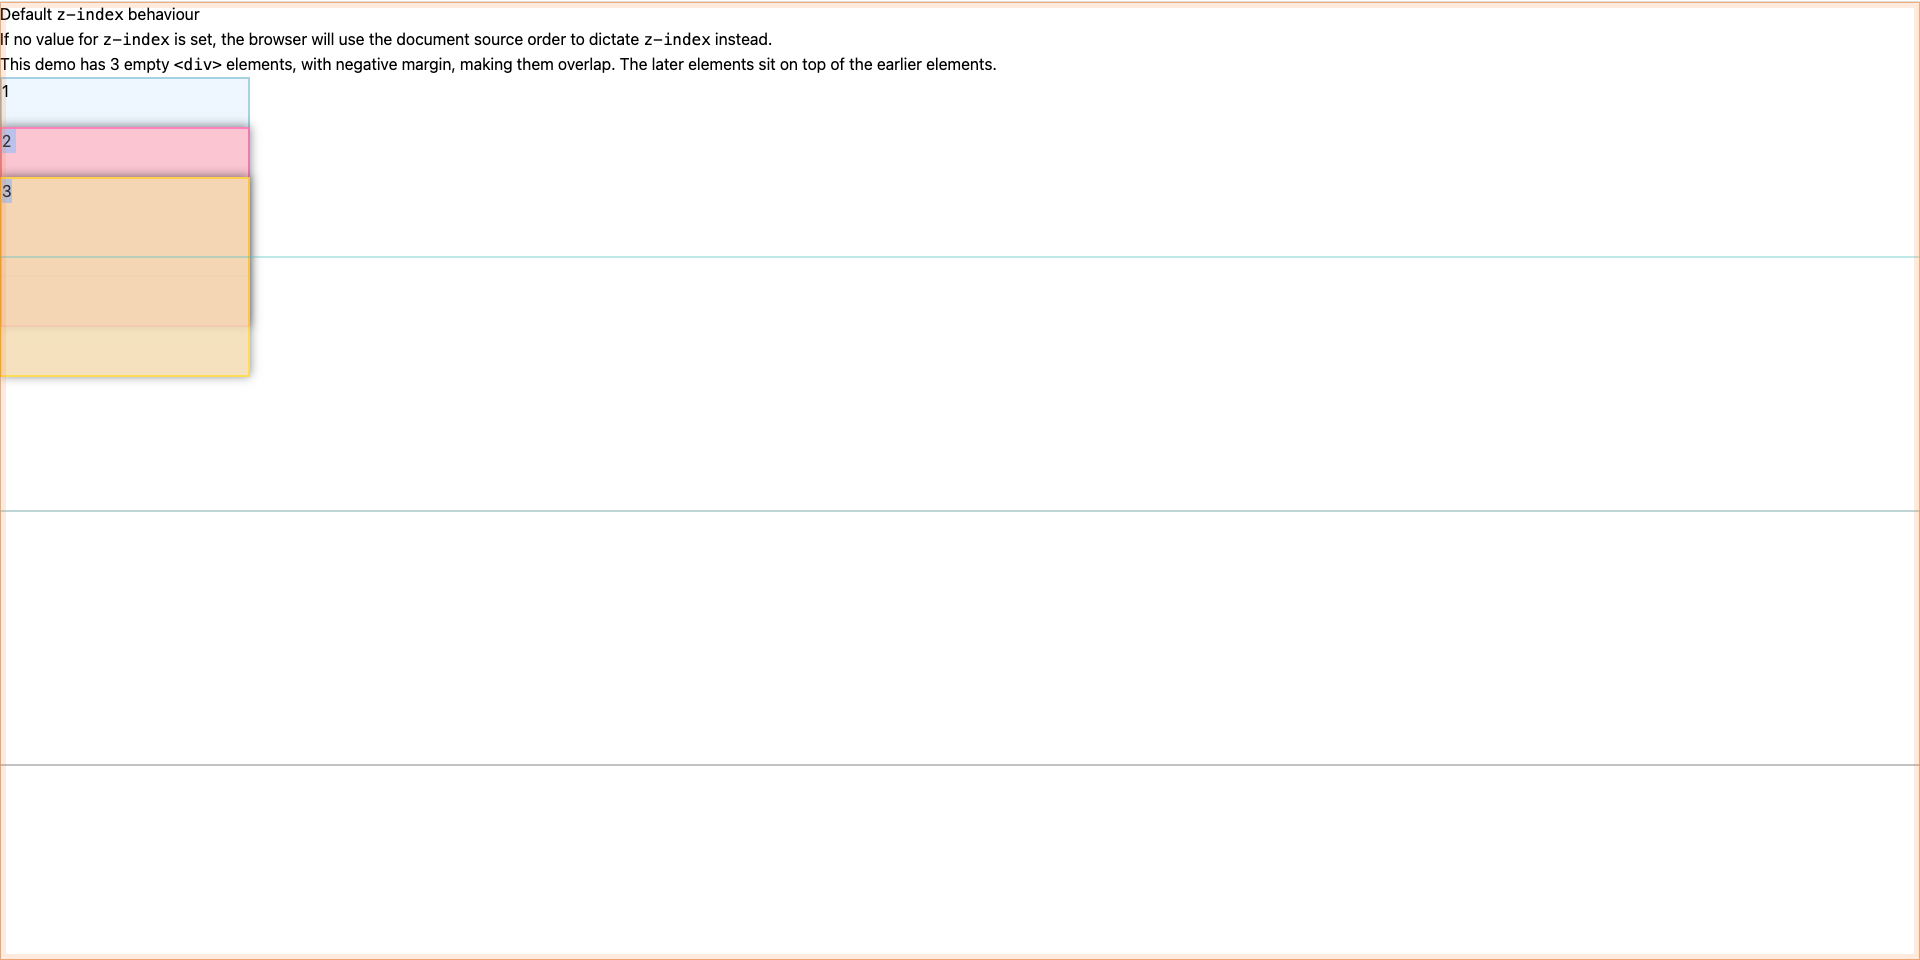 Default z-index behaviour
If no value for z-index is set, the browser will use the document source order to dictate z-index instead.
This demo has 3 empty <div> elements, with negative margin, making them overlap. The later elements sit on top of the earlier elements.
1
2
3